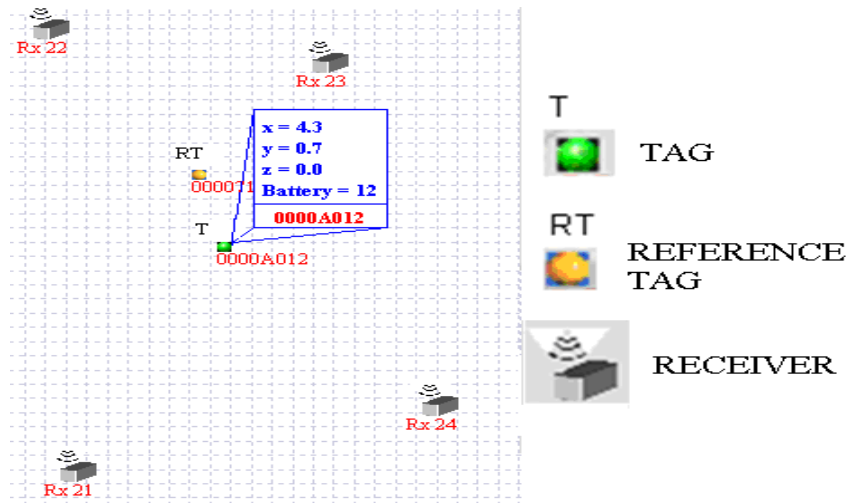 Rx 22
Rx 23
x = 4.3
y = 0.7
z = 0.0
Battery = 12
0000A012
RT
000071
T
0000A012
Rx 24
Rx 21
T
TAG
RT
REFERENCE
TAG
RECEIVER